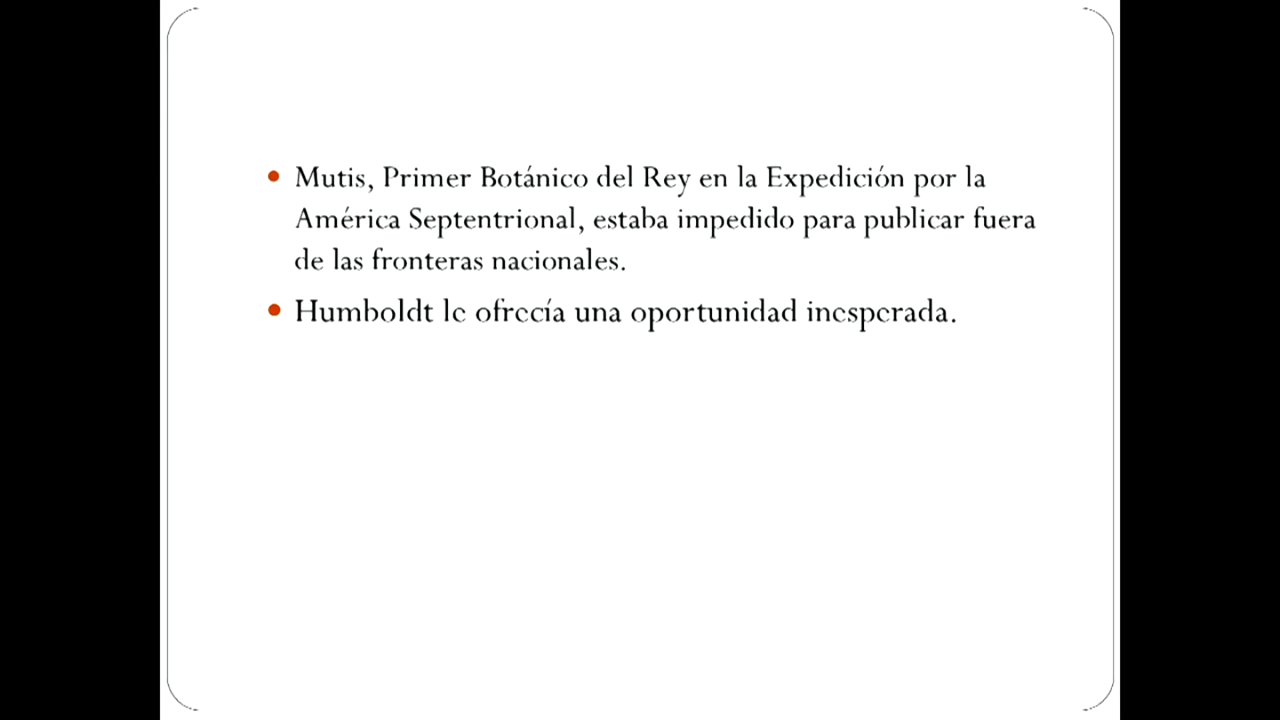 • Mutis, Primer Botánico del Rey en la Expedición por la
América Septentrional, estaba impedido para publicar fuera
de las fronteras nacionales.
• Humboldt le ofrecía una oportunidad inesperada.